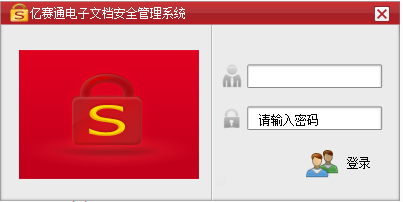 亿赛通电子文档安全管理系统
S
请输入密码
登录